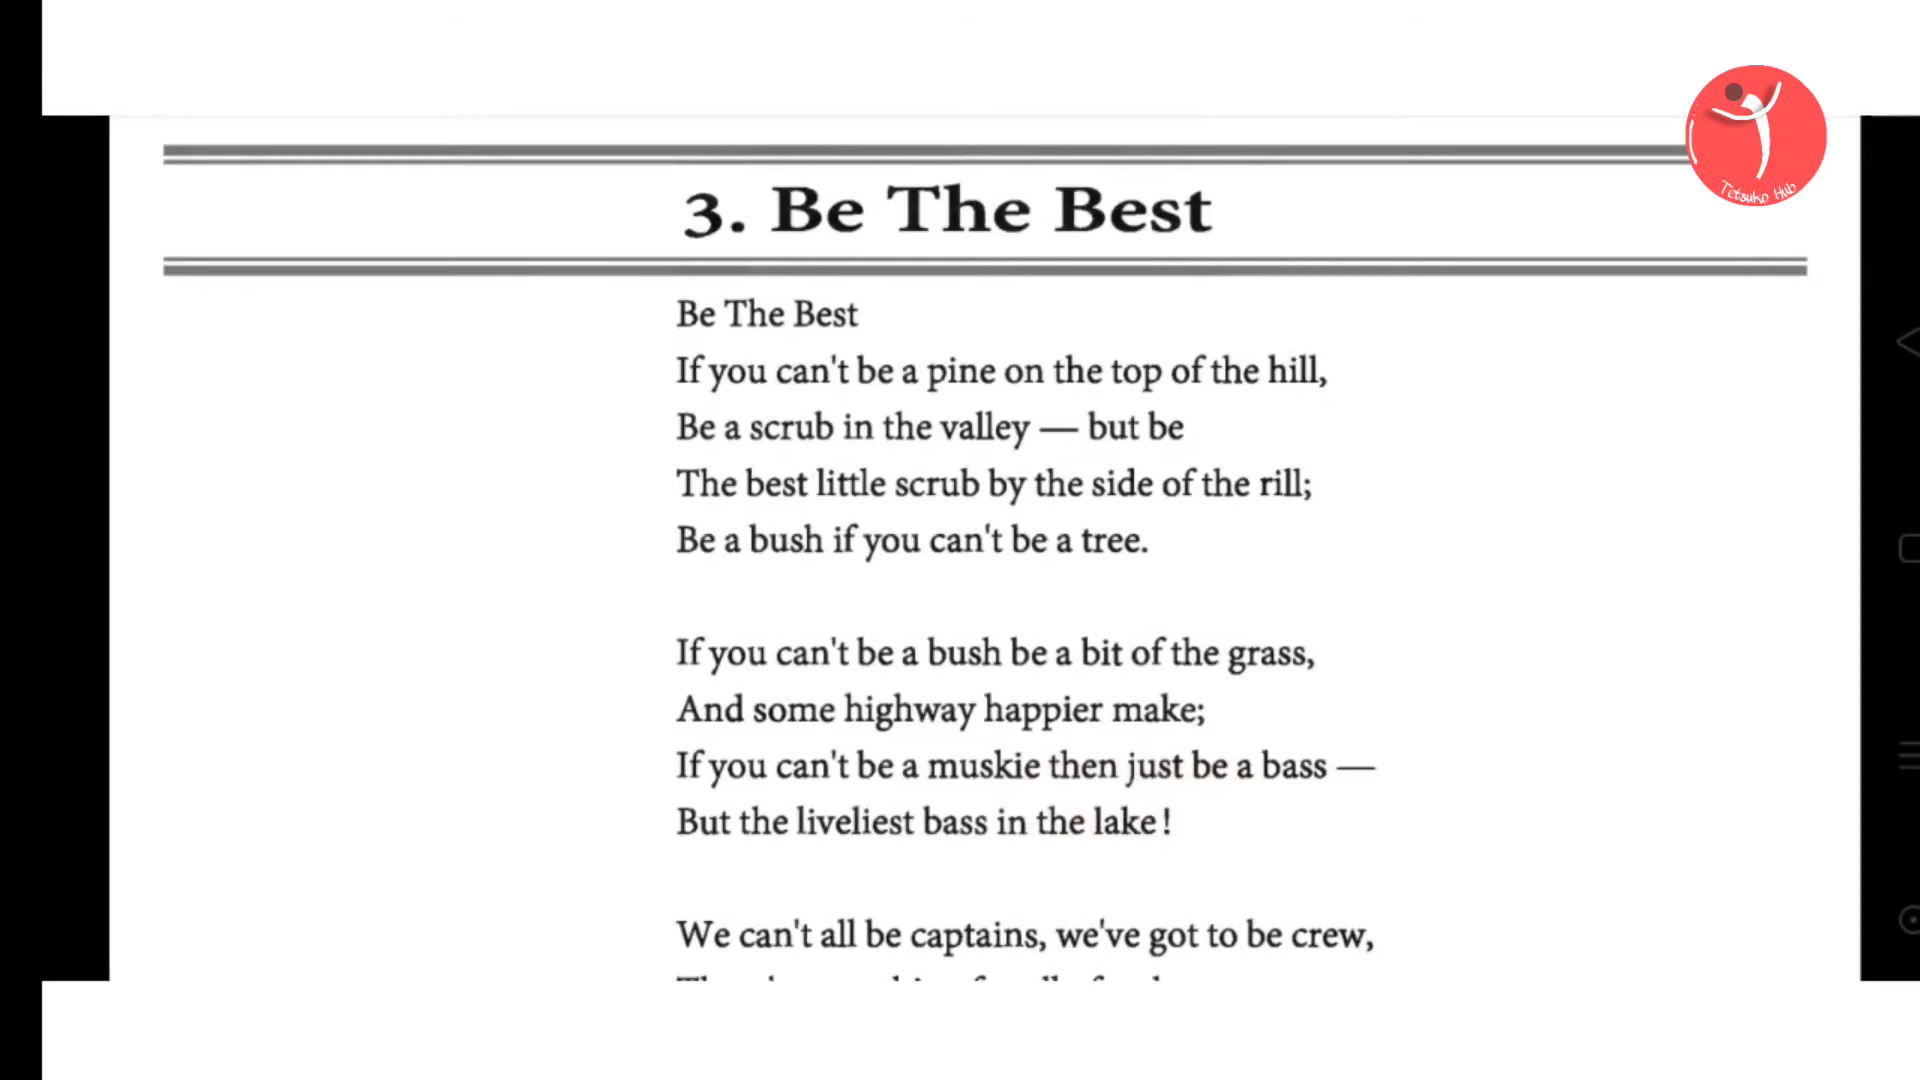 Tetsuko Hub
3. Be The Best
Be The Best
If you can't be a pine on the top of the hill,
Be a scrub in the valley — but be
The best little scrub by the side of the rill;
Be a bush if you can't be a tree.
If you can't be a bush be a bit of the grass,
And some highway happier make;
If you can't be a muskie then just be a bass —
But the liveliest bass in the lake!
We can't all be captains, we've got to be crew,